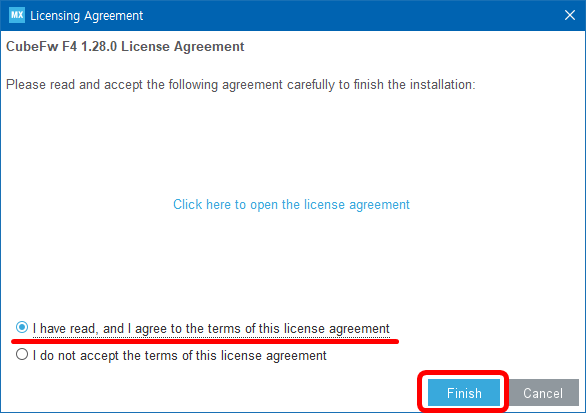 MX Licensing Agreement
CubeFw F4 1.28.0 License Agreement
Please read and accept the following agreement carefully to finish the installation:
Click here to open the license agreement
I have read, and I agree to the terms of this license agreement
I do not accept the terms of this license agreement
Finish Cancel